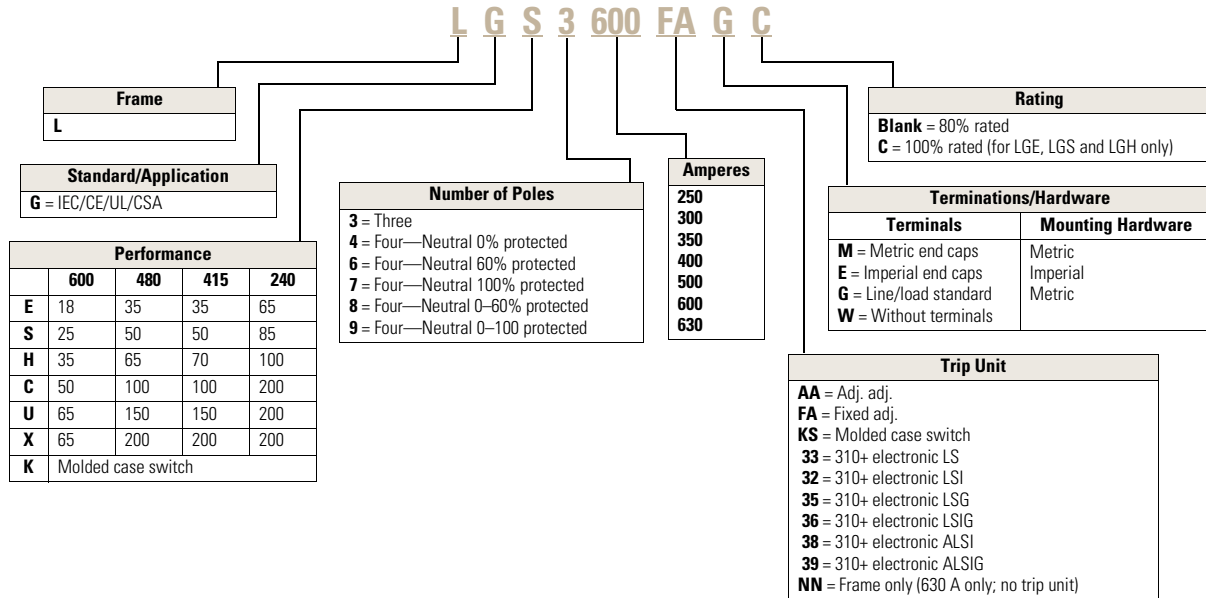 L G S 3 600 FA G C
Frame
L
Standard/Application
G = IEC/CE/UL/CSA
Performance
600 480 415 240
E 18 35 35 65
S 25 50 50 85
H 35 65 70 100
C 50 100 100 200
U 65 150 150 200
X 65 200 200 200
K Molded case switch
Number of Poles
3 = Three
4 = Four—Neutral 0% protected
6 = Four—Neutral 60% protected
7 = Four—Neutral 100% protected
8 = Four—Neutral 0–60% protected
9 = Four—Neutral 0–100 protected
Amperes
250
300
350
400
500
600
630
Rating
Blank = 80% rated
C = 100% rated (for LGE, LGS and LGH only)
Terminations/Hardware
Terminals Mounting Hardware
M = Metric end caps Metric
E = Imperial end caps Imperial
G = Line/load standard Metric
W = Without terminals
Trip Unit
AA = Adj. adj.
FA = Fixed adj.
KS = Molded case switch
33 = 310+ electronic LS
32 = 310+ electronic LSI
35 = 310+ electronic LSG
36 = 310+ electronic LSIG
38 = 310+ electronic ALSI
39 = 310+ electronic ALSIG
NN = Frame only (630 A only; no trip unit)